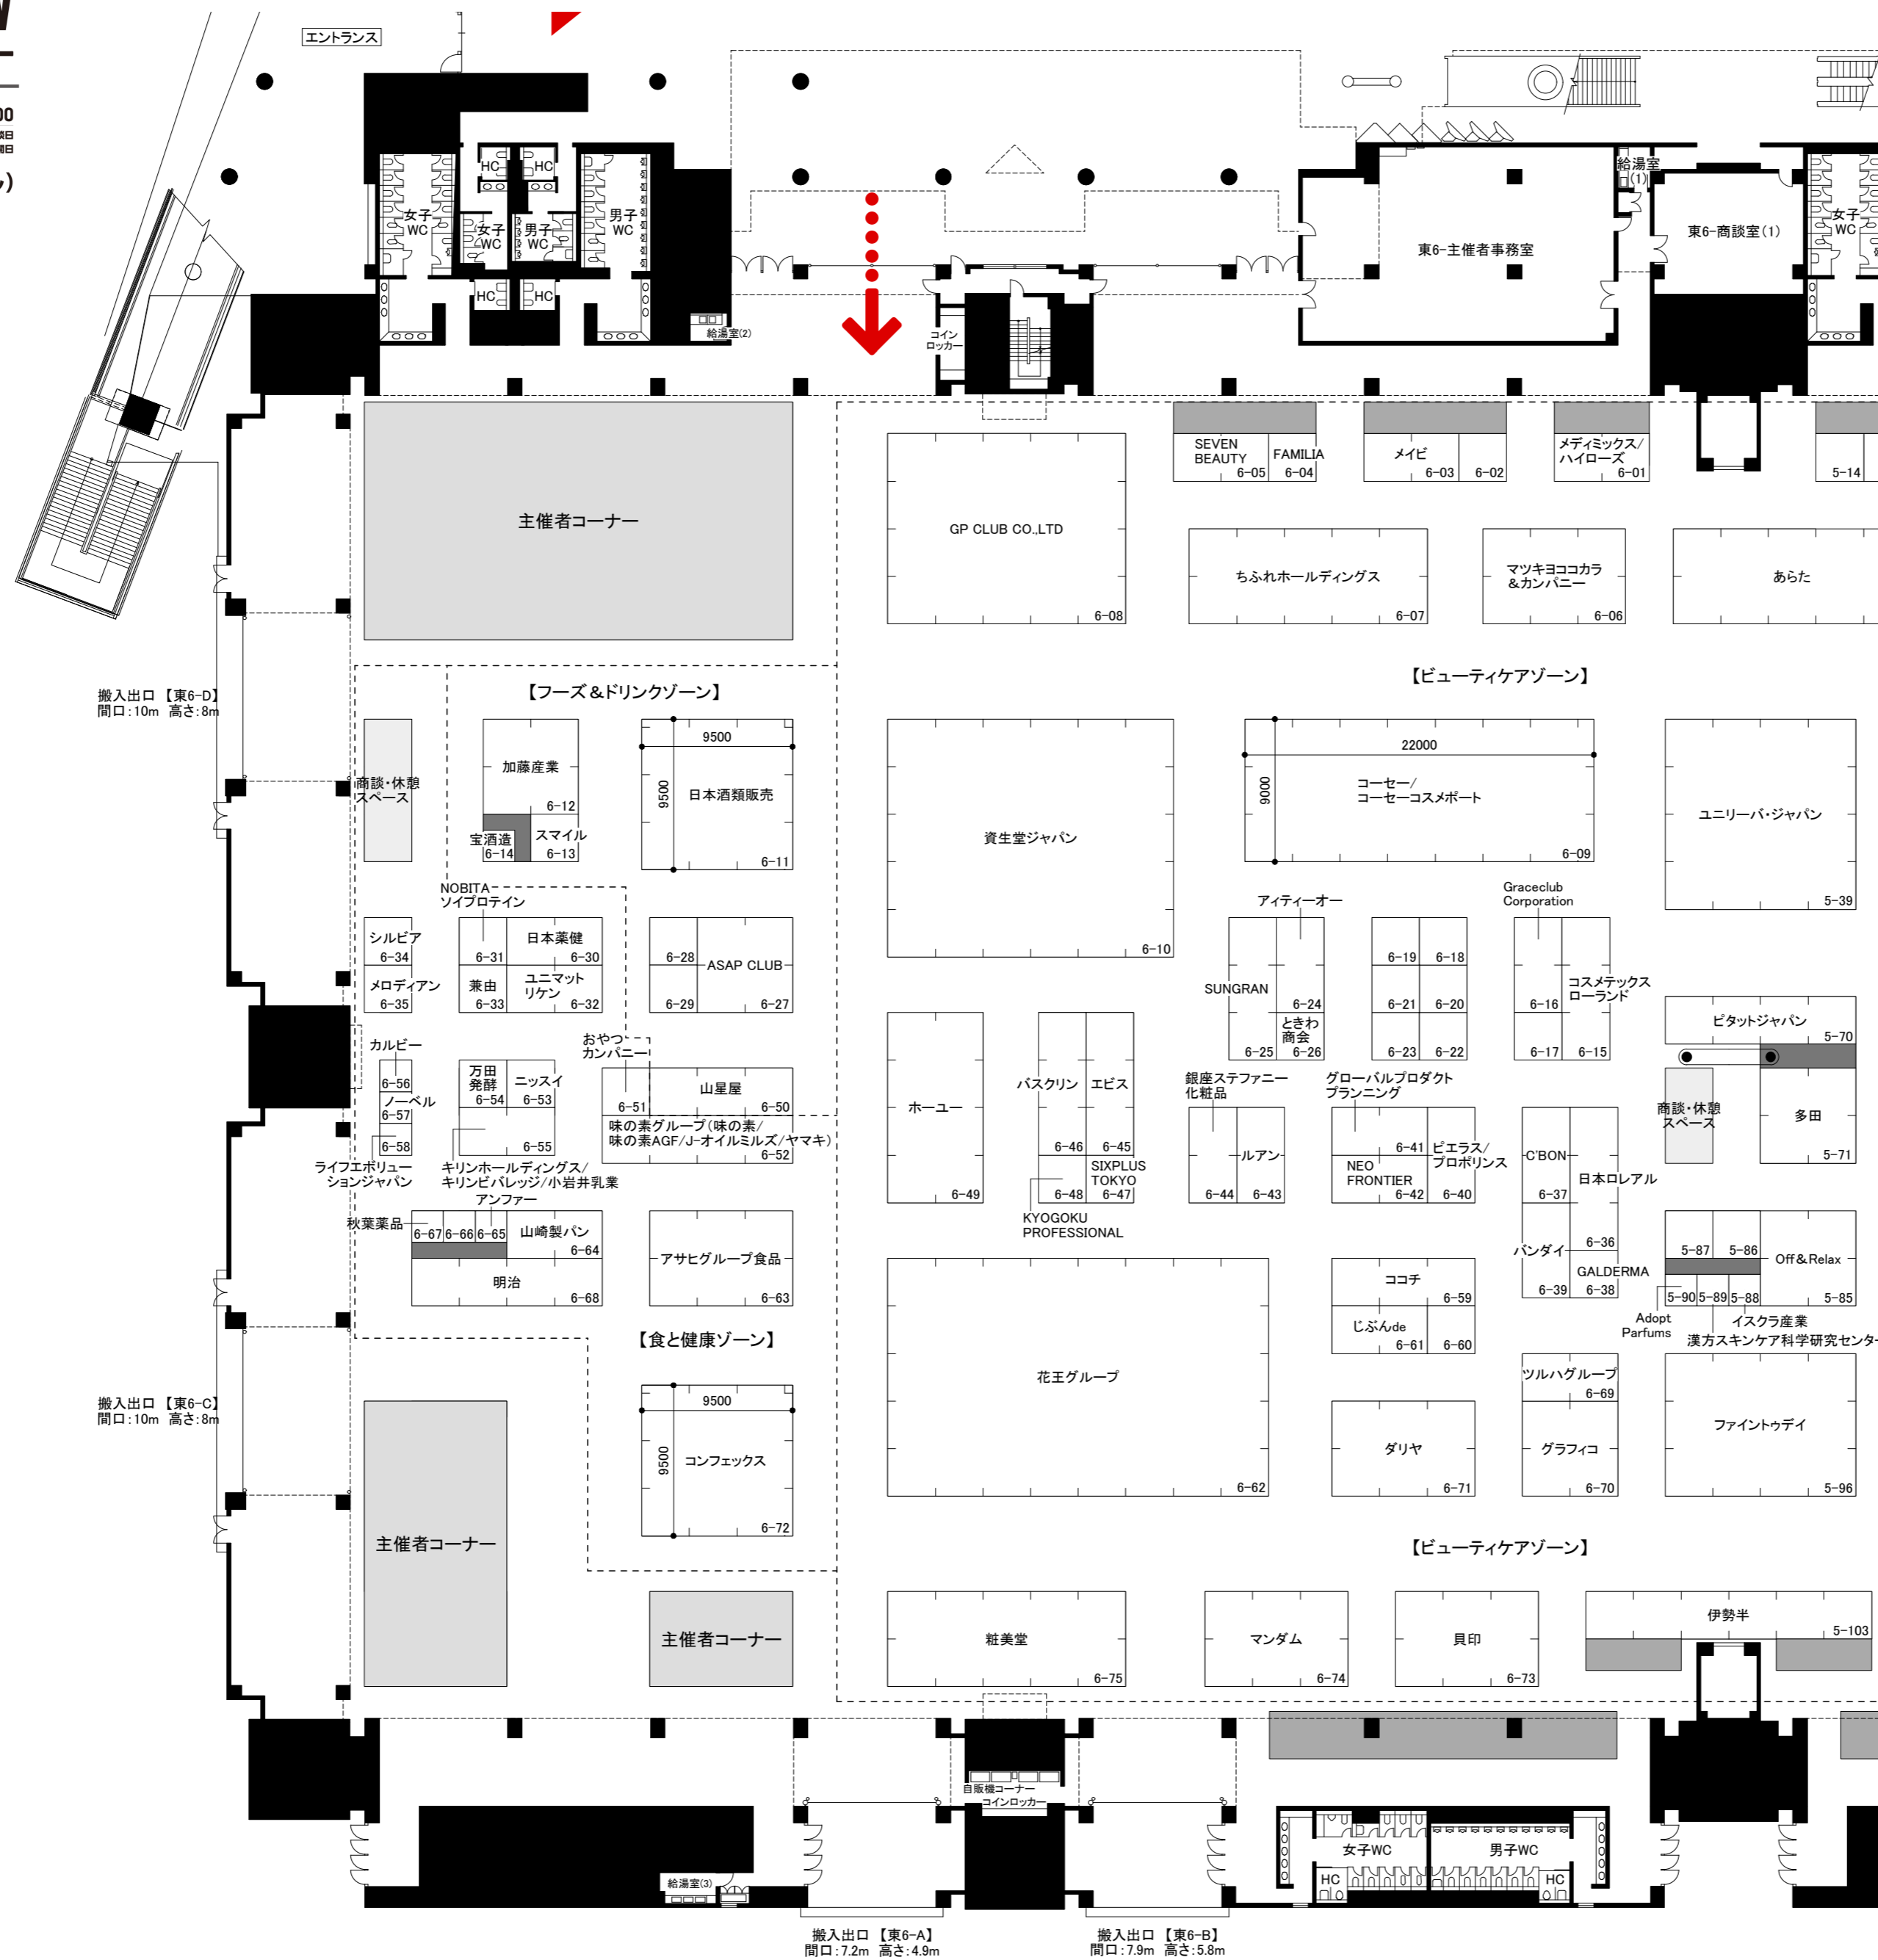 エントランス
00
HC
HC
女子
WC
女子
WC
男子
WC
男子
WC
HC
HC
給湯室(2)
コイン
ロッカー
東6-主催者事務室
給湯室
(1)
東6-商談室(1)
女子
WC
主催者コーナー
GP CLUB CO.,LTD
6-08
SEVEN
BEAUTY
6-05
FAMILIA
6-04
メイビ
6-03
6-02
メディミックス/
ハイローズ
6-01
5-14
ちふれホールディングス
6-07
マツキヨココカラ
&カンパニー
6-06
あらた
搬入出口 【東6-D】
間口:10m 高さ:8m
【フーズ&ドリンクゾーン】
【ビューティケアゾーン】
商談・休憩
スペース
加藤産業
6-12
宝酒造
6-14
スマイル
6-13
9500
9500
日本酒類販売
6-11
資生堂ジャパン
6-10
22000
9000
コーセー/
コーセーコスメポート
6-09
ユニリーバ・ジャパン
5-39
NOBITA
ソイプロテイン
シルビア
6-34
メロディアン
6-35
6-31
日本薬健
6-30
兼由
6-33
ユニマット
リケン
6-32
6-28
6-29
ASAP CLUB
6-27
アイティーオー
SUNGRAN
6-25
6-24
ときわ
商会
6-26
6-19
6-18
6-21
6-20
6-23
6-22
Graceclub
Corporation
6-16
コスメテックス
ローランド
6-17
6-15
ピタットジャパン
5-70
カルビー
6-56
ノーベル
6-57
6-58
ライフエボリュー
ションジャパン
万田
発酵
6-54
ニッスイ
6-53
6-55
キリンホールディングス/
キリンビバレッジ/小岩井乳業
おやつ
カンパニー
6-51
山星屋
6-50
味の素グループ(味の素/
味の素AGF/J-オイルミルズ/ヤマキ)
6-52
ホーユー
6-49
バスクリン
6-46
エビス
6-45
6-48
SIXPLUS
TOKYO
6-47
KYOGOKU
PROFESSIONAL
銀座ステファニー
化粧品
6-44
ルアン
6-43
グローバルプロダクト
プランニング
6-41
NEO
FRONTIER
6-42
ピエラス/
プロポリンス
6-40
C'BON
6-37
日本ロレアル
6-36
バンダイ
6-39
GALDERMA
6-38
商談・休憩
スペース
多田
5-71
アンファー
秋葉薬品
6-67
6-66
6-65
山崎製パン
6-64
明治
6-68
アサヒグループ食品
6-63
5-87
5-86
Off&Relax
5-85
5-90
5-89
5-88
Adopt
Parfums
イスクラ産業
漢方スキンケア科学研究センター
【食と健康ゾーン】
花王グループ
6-62
ココチ
6-59
じぶんde
6-61
6-60
ツルハグループ
6-69
グラフィコ
6-70
ダリヤ
6-71
ファイントゥデイ
5-96
搬入出口 【東6-C】
間口:10m 高さ:8m
9500
9500
コンフェックス
6-72
主催者コーナー
主催者コーナー
【ビューティケアゾーン】
粧美堂
6-75
マンダム
6-74
貝印
6-73
伊勢半
5-103
自販機コーナー
コインロッカー
給湯室(3)
女子WC
男子WC
HC
HC
搬入出口 【東6-A】
間口:7.2m 高さ:4.9m
搬入出口 【東6-B】
間口:7.9m 高さ:5.8m